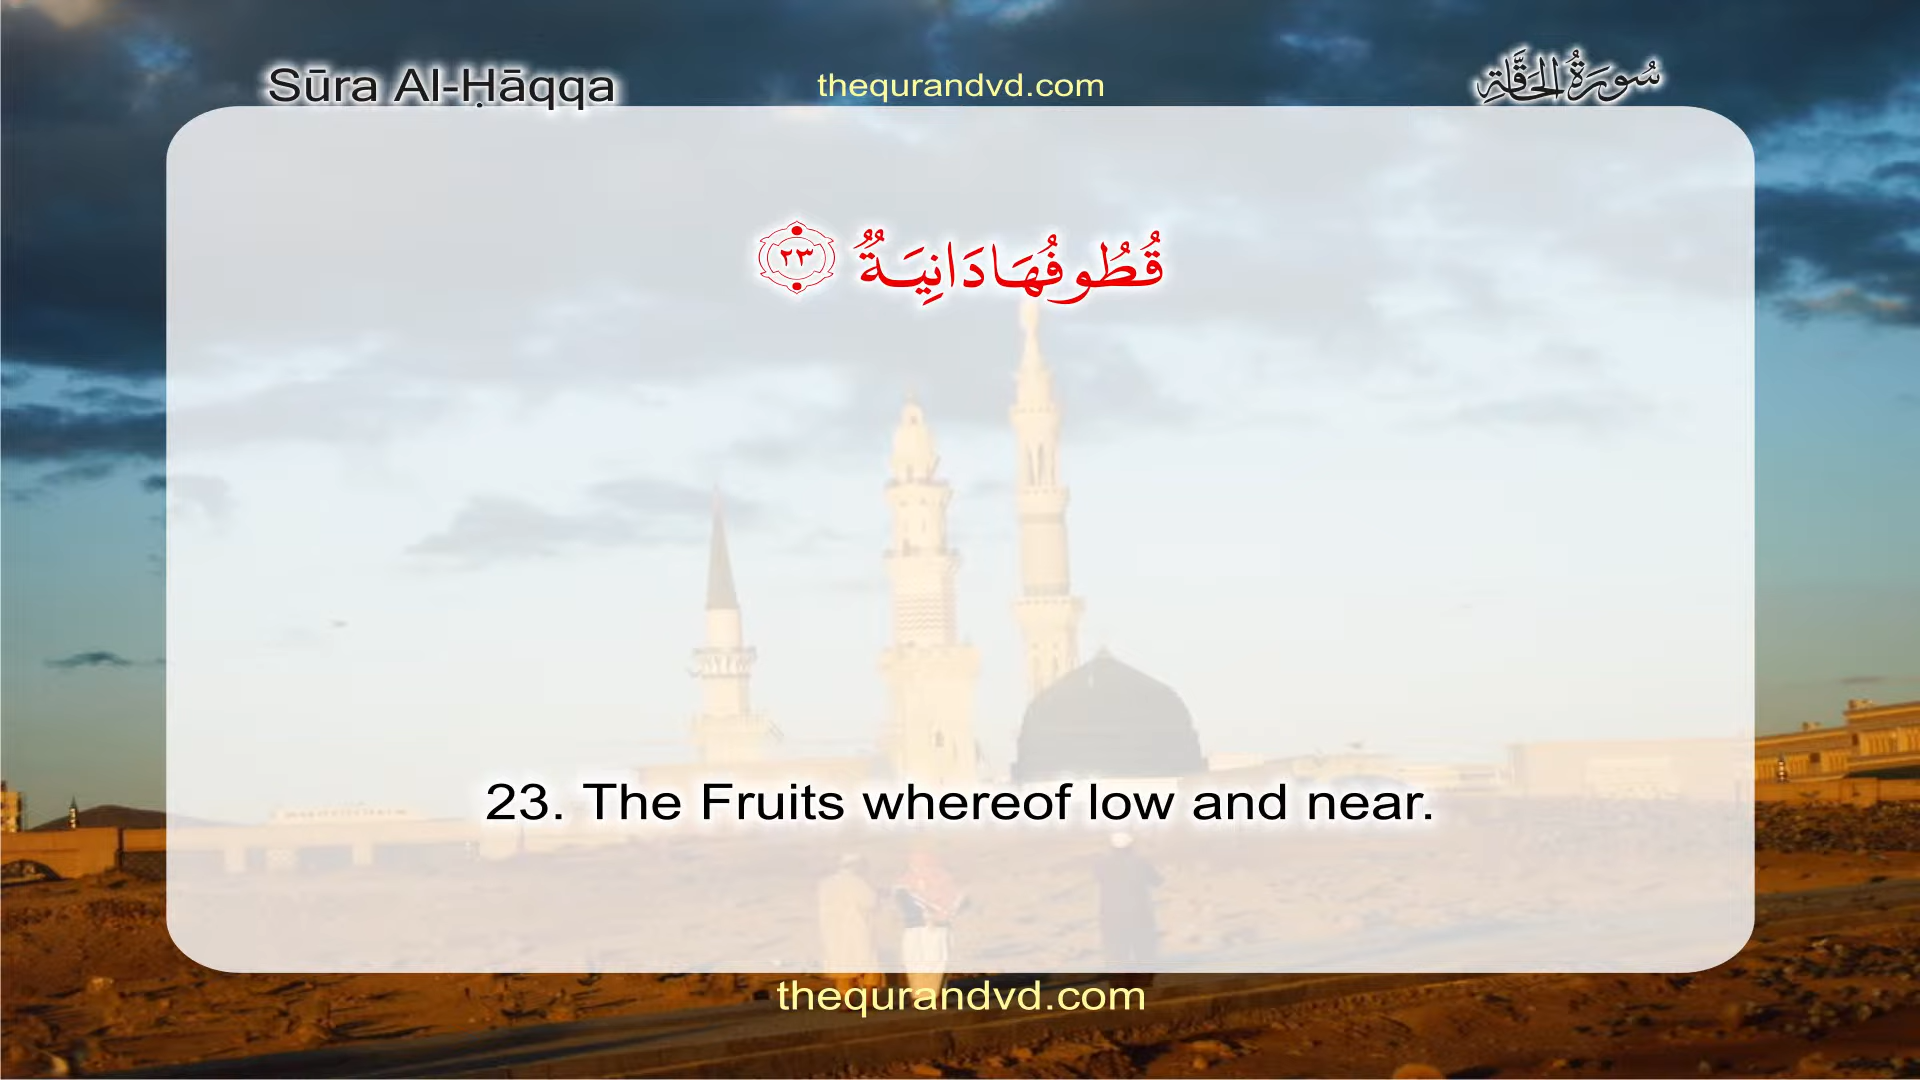 Sūra Al-Ḥāqqa
thequrandvd.com
سُورَةُ الحَاقَّةِ
قُطُوفُهَا دَانِيَةٌ ٢٣
23. The Fruits whereof low and near.
thequrandvd.com